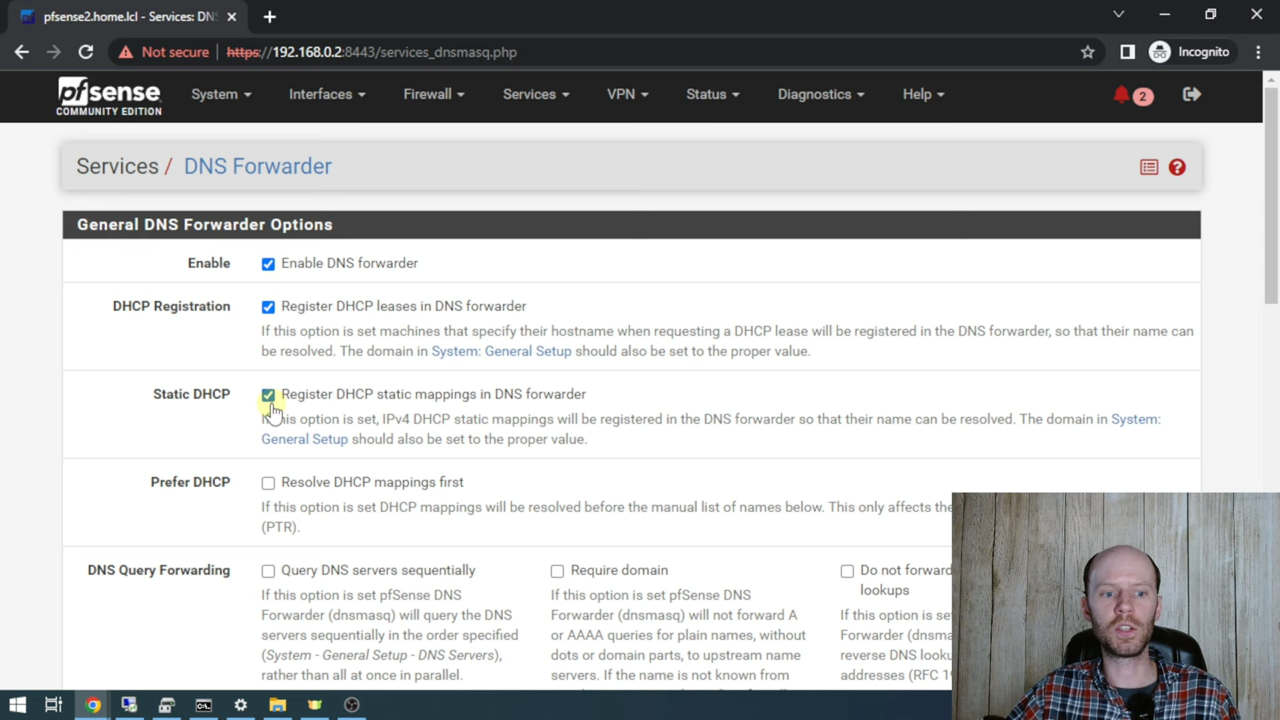 pfsense2.home.lcl - Services: DN
Not secure https://192.168.0.2:8443/services_dnsmasq.php
Incognito
pfsense
COMMUNITY EDITION
System Interfaces Firewall Services VPN Status Diagnostics Help 2
Services / DNS Forwarder
General DNS Forwarder Options
Enable Enable DNS forwarder
DHCP Registration Register DHCP leases in DNS forwarder
If this option is set machines that specify their hostname when requesting a DHCP lease will be registered in the DNS forwarder, so that their name can
be resolved. The domain in System: General Setup should also be set to the proper value.
Static DHCP Register DHCP static mappings in DNS forwarder
this option is set, IPv4 DHCP static mappings will be registered in the DNS forwarder so that their name can be resolved. The domain in System:
General Setup should also be set to the proper value.
Prefer DHCP Resolve DHCP mappings first
If this option is set DHCP mappings will be resolved before the manual list of names below. This only affects the
(PTR).
DNS Query Forwarding Query DNS servers sequentially
If this option is set pfSense DNS
Forwarder (dnsmasq) will query the DNS
servers sequentially in the order specified
(System - General Setup - DNS Servers),
rather than all at once in parallel.
Require domain
If this option is set pfSense DNS
Forwarder (dnsmasq) will not forward A
or AAAA queries for plain names, without
dots or domain parts, to upstream name
servers. If the name is not known from
Do not forward
lookups
If this option is se
Forwarder (dnsma
reverse DNS looku
addresses (RFC 19